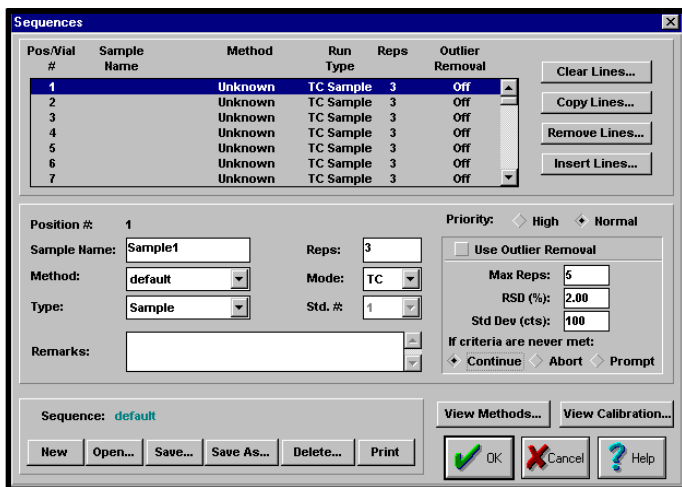 Sequences
Pos/Vial # Sample Name Method Run Type Reps Outlier Removal
1 Unknown TC Sample 3 Off
2 Unknown TC Sample 3 Off
3 Unknown TC Sample 3 Off
4 Unknown TC Sample 3 Off
5 Unknown TC Sample 3 Off
6 Unknown TC Sample 3 Off
7 Unknown TC Sample 3 Off
Clear Lines...
Copy Lines...
Remove Lines...
Insert Lines...
Position #: 1
Sample Name: Sample1 Reps: 3
Method: default Mode: TC
Type: Sample Std. #: 1
Remarks:
Priority: High Normal
Use Outlier Removal
Max Reps: 5
RSD (%): 2.00
Std Dev (cts): 100
If criteria are never met:
Continue Abort Prompt
Sequence: default
New Open... Save... Save As... Delete... Print
View Methods... View Calibration...
OK Cancel Help